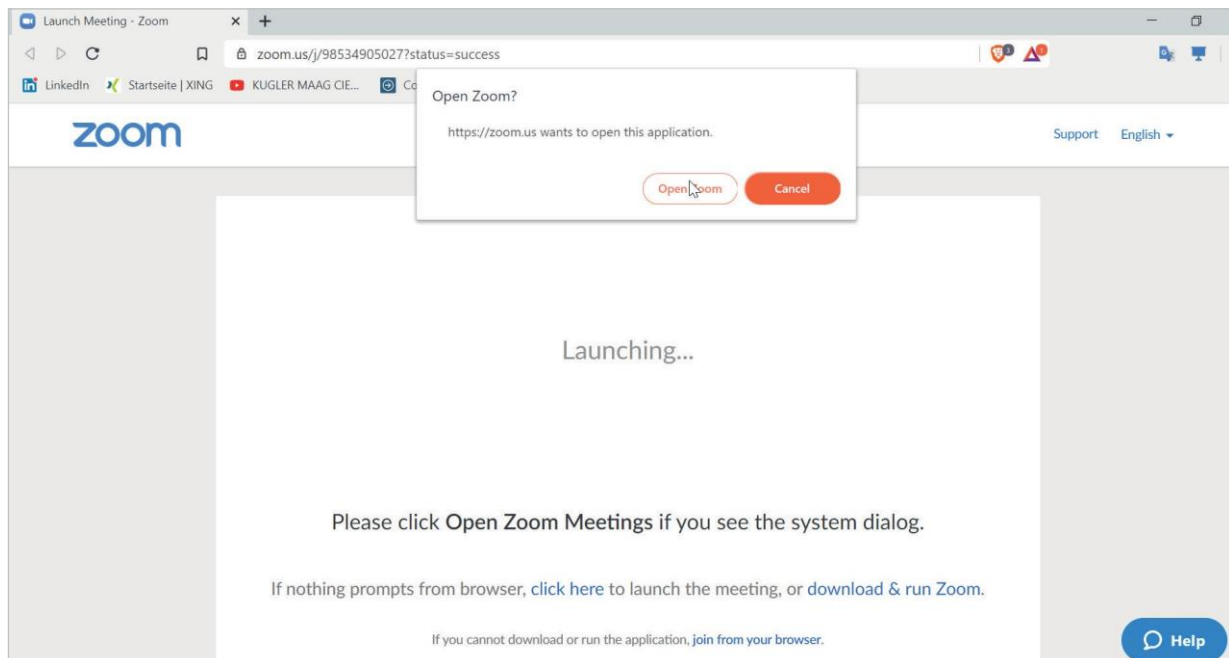 Launch Meeting - Zoom
zoom.us/j/98534905027?status=success
LinkedIn Startseite | XING KUGLER MAAG CIE... Co
Open Zoom?
https://zoom.us wants to open this application.
Open Zoom Cancel
zoom Support English
Launching...
Please click Open Zoom Meetings if you see the system dialog.
If nothing prompts from browser, click here to launch the meeting, or download & run Zoom.
If you cannot download or run the application, join from your browser.
Help